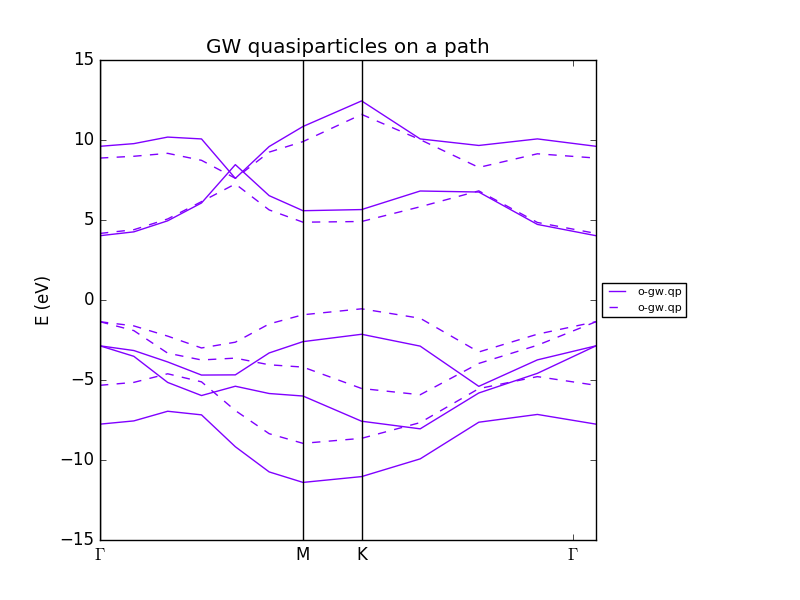 GW quasiparticles on a path
15
10
5
0
−5
−10
−15
E (eV)
Γ M K Γ
o-gw.qp
o-gw.qp